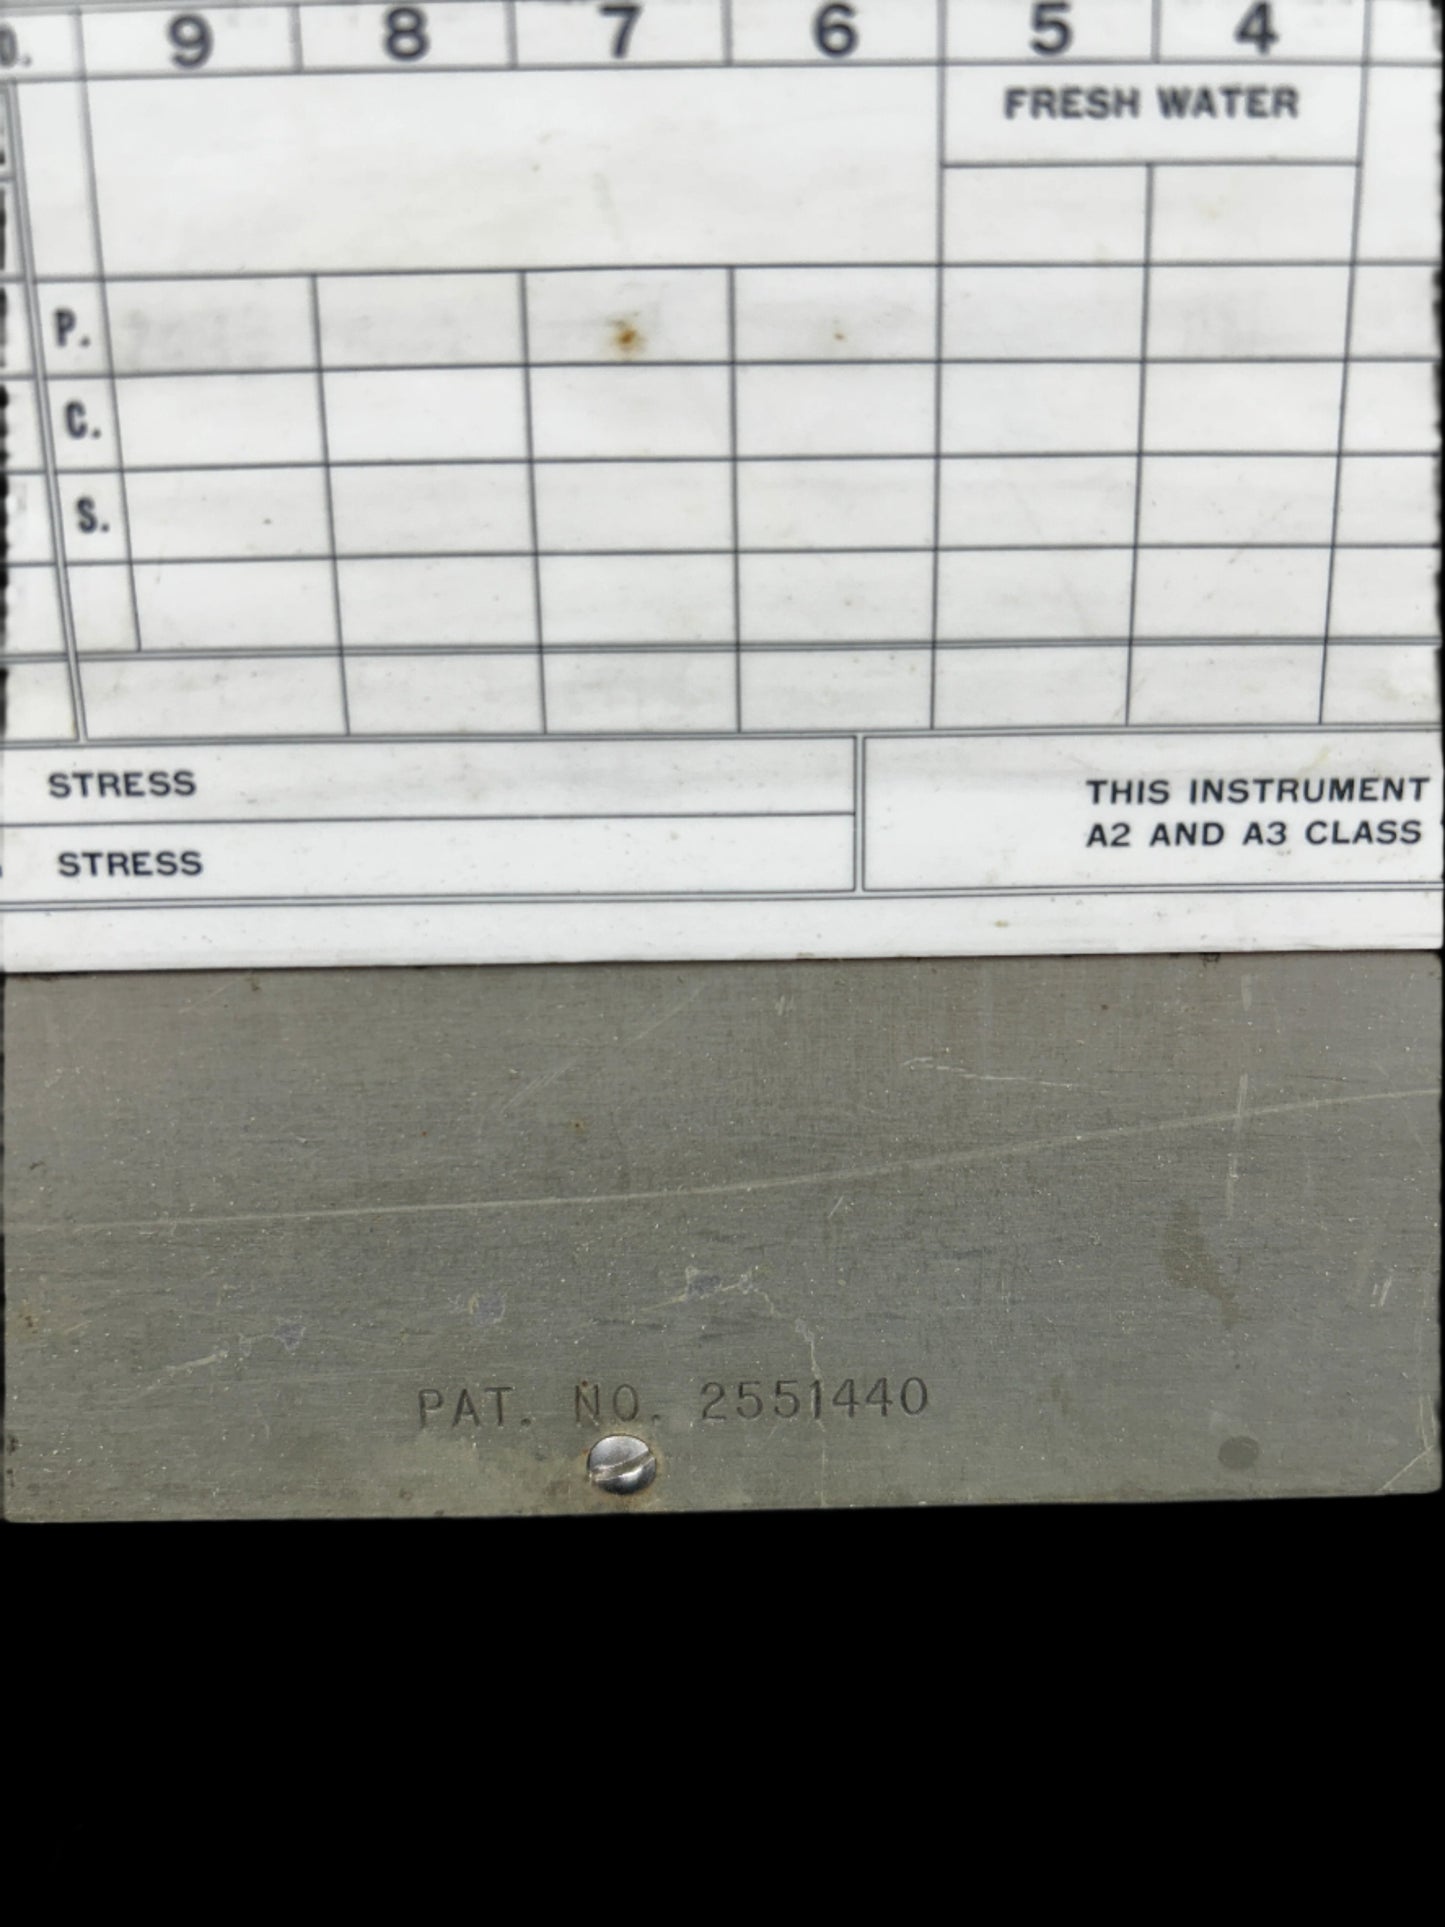 9 8 7 6 5 4
FRESH WATER
P.
C.
S.
STRESS
STRESS
THIS INSTRUMENT
A2 AND A3 CLASS
PAT. NO. 2551440